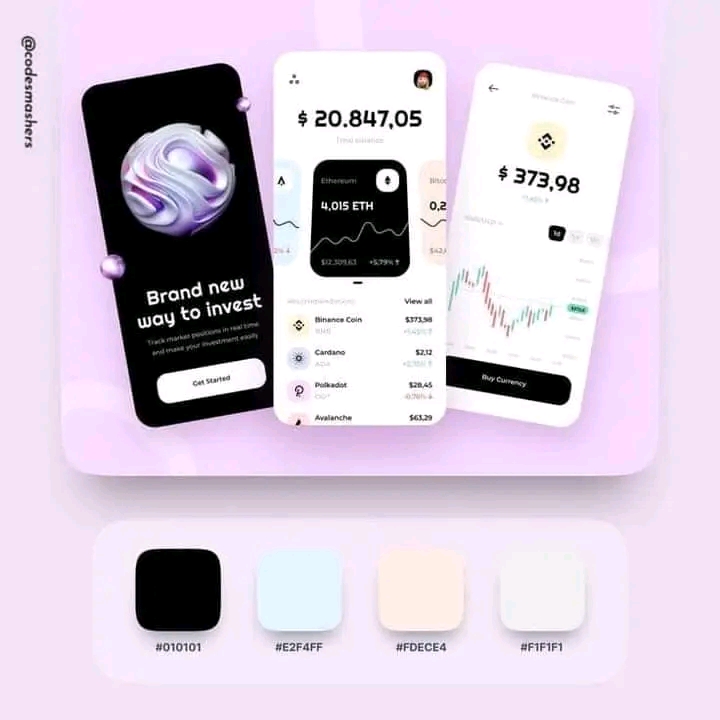 @codesmashers
Brand new
way to invest
Track market positions in real time
and make your investment easily
Get Started
$ 20.847,05
Total balance
Ethereum
4,015 ETH
$12,309,63 +5,79% ↑
Bitco
0,2
$42,
Recommendations View all
Binance Coin $373,98
BNB +1,45% ↑
Cardano $2,12
ADA
Polkadot $28,45
DOT -0,76% ↓
Avalanche $63,29
Binance Coin
$ 373,98
+1,45% ↑
1d
Buy Currency
#010101
#E2F4FF
#FDECE4
#F1F1F1